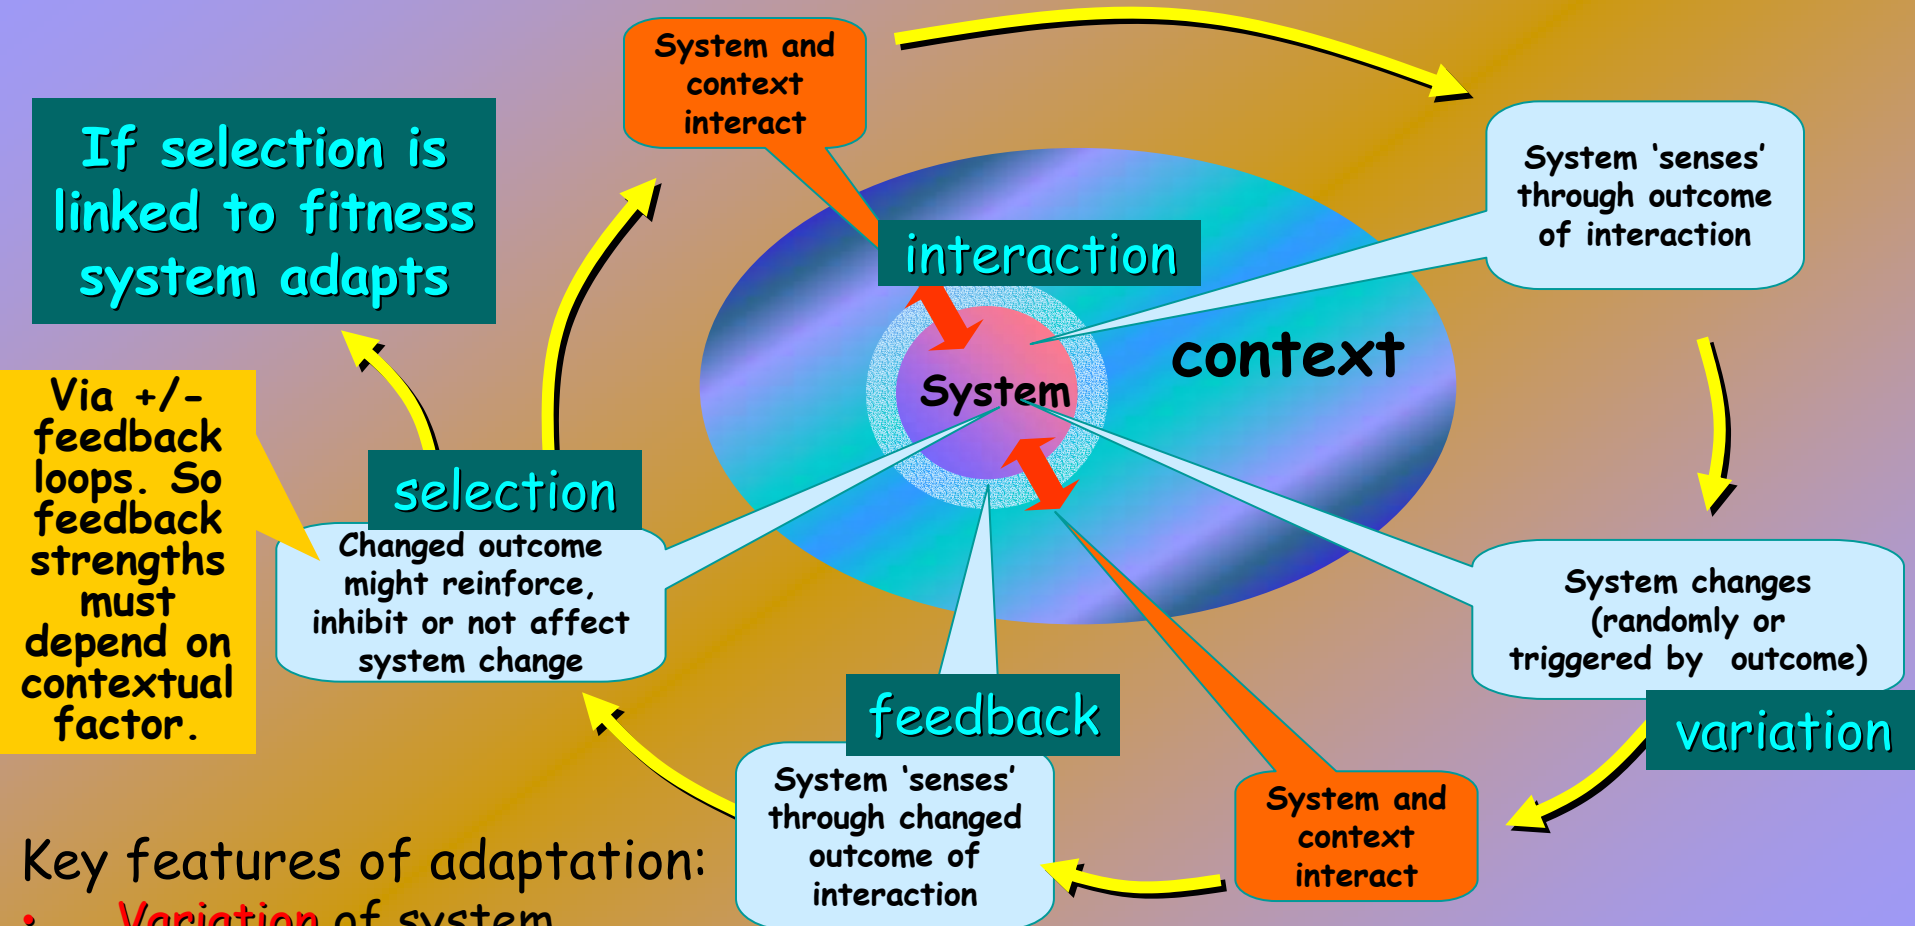 System and
context
interact
If selection is
linked to fitness
system adapts
System ‘senses’
through outcome
of interaction
interaction
context
System
Via +/-
feedback
loops. So
feedback
strengths
must
depend on
contextual
factor.
selection
Changed outcome
might reinforce,
inhibit or not affect
system change
System changes
(randomly or
triggered by  outcome)
variation
feedback
System ‘senses’
through changed
outcome of
interaction
System and
context
interact
Key features of adaptation:
• Variation of system